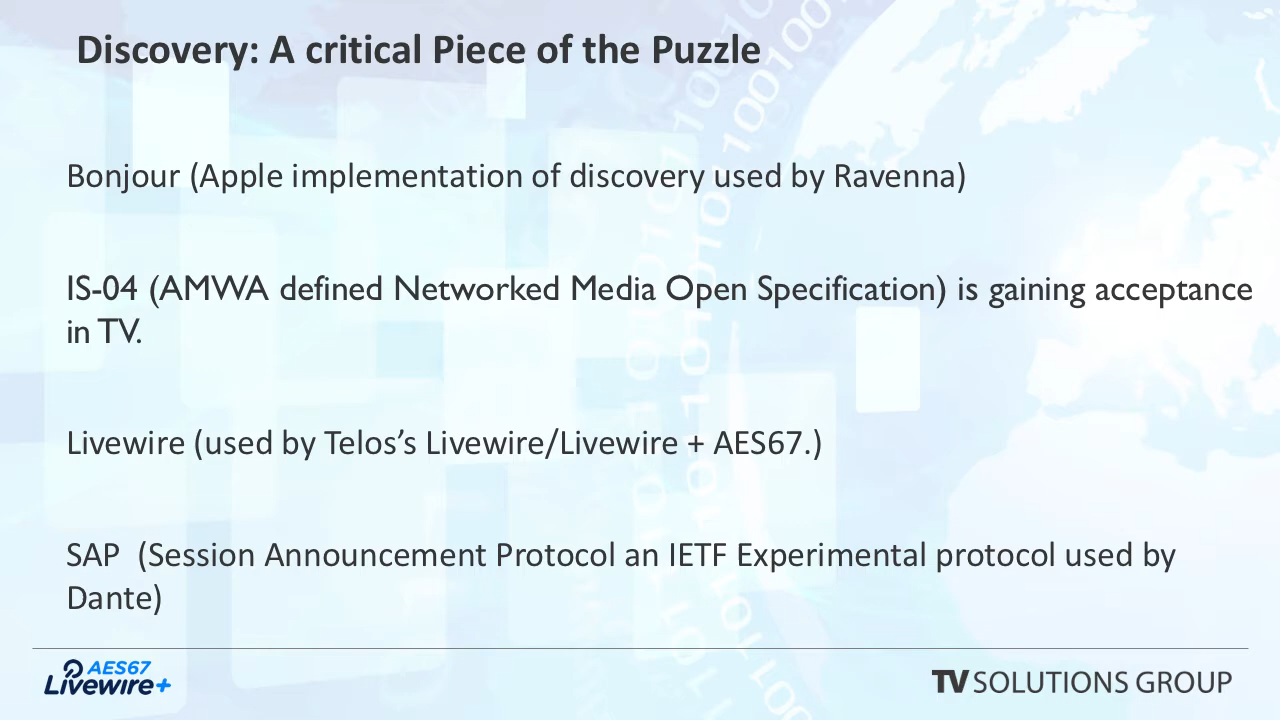 Discovery: A critical Piece of the Puzzle
Bonjour (Apple implementation of discovery used by Ravenna)
IS-04 (AMWA defined Networked Media Open Specification) is gaining acceptance
in TV.
Livewire (used by Telos’s Livewire/Livewire + AES67.)
SAP  (Session Announcement Protocol an IETF Experimental protocol used by
Dante)
AES67
Livewire+
TV SOLUTIONS GROUP